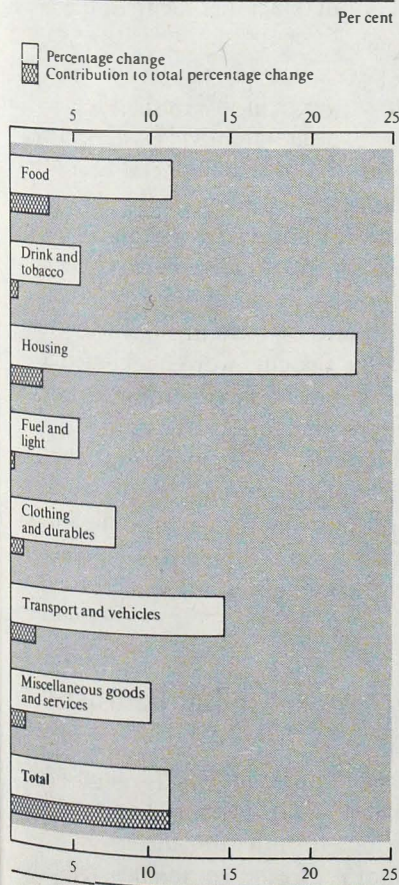 Per cent
Percentage change
Contribution to total percentage change
5 10 15 20 25
Food
Drink and
tobacco
Housing
Fuel and
light
Clothing
and durables
Transport and vehicles
Miscellaneous goods
and services
Total
5 10 15 20 25